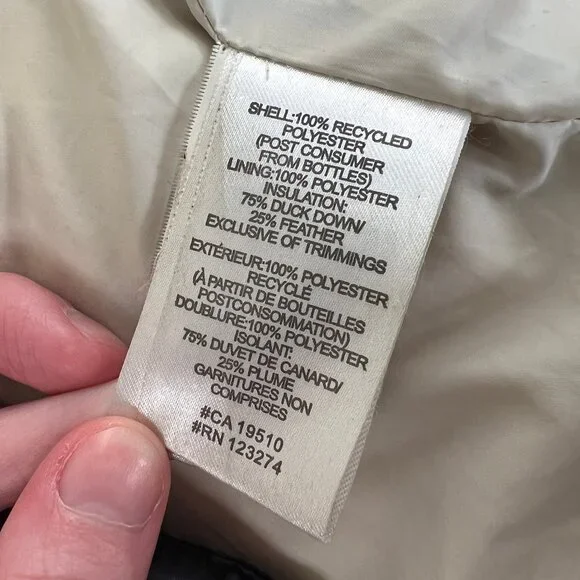 SHELL:100% RECYCLED
POLYESTER
(POST CONSUMER
FROM BOTTLES)
LINING:100% POLYESTER
INSULATION:
75% DUCK DOWN/
25% FEATHER
EXCLUSIVE OF TRIMMINGS
EXTÉRIEUR:100% POLYESTER
RECYCLÉ
(À PARTIR DE BOUTEILLES
POSTCONSOMMATION)
DOUBLURE:100% POLYESTER
ISOLANT:
75% DUVET DE CANARD/
25% PLUME
GARNITURES NON
COMPRISES
#CA 19510
#RN 123274